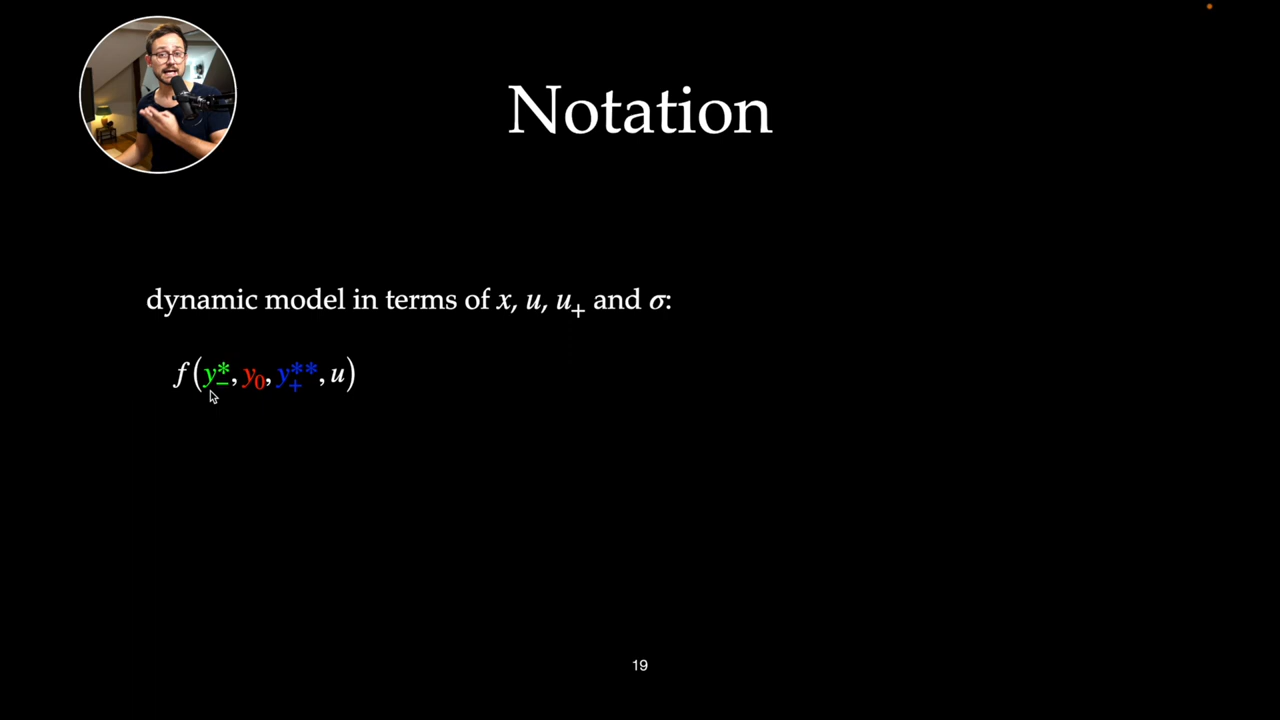 Notation
dynamic model in terms of x, u, u₊ and σ:
f(y₋*, y₀, y₊**, u)
19